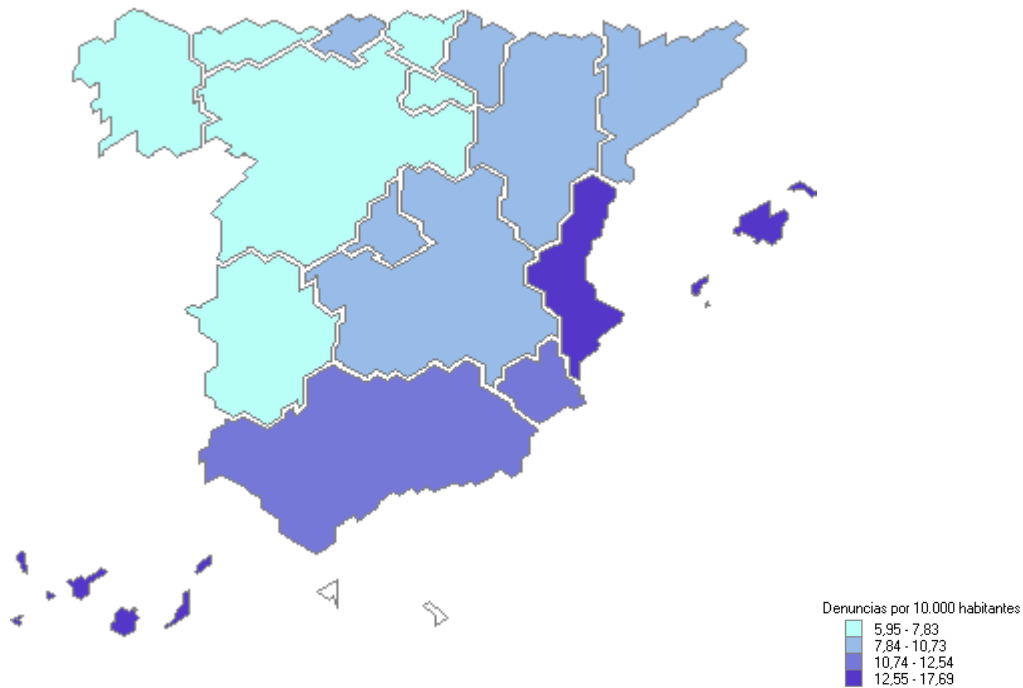 Denuncias por 10.000 habitantes
5,95 - 7,83
7,84 - 10,73
10,74 - 12,54
12,55 - 17,69